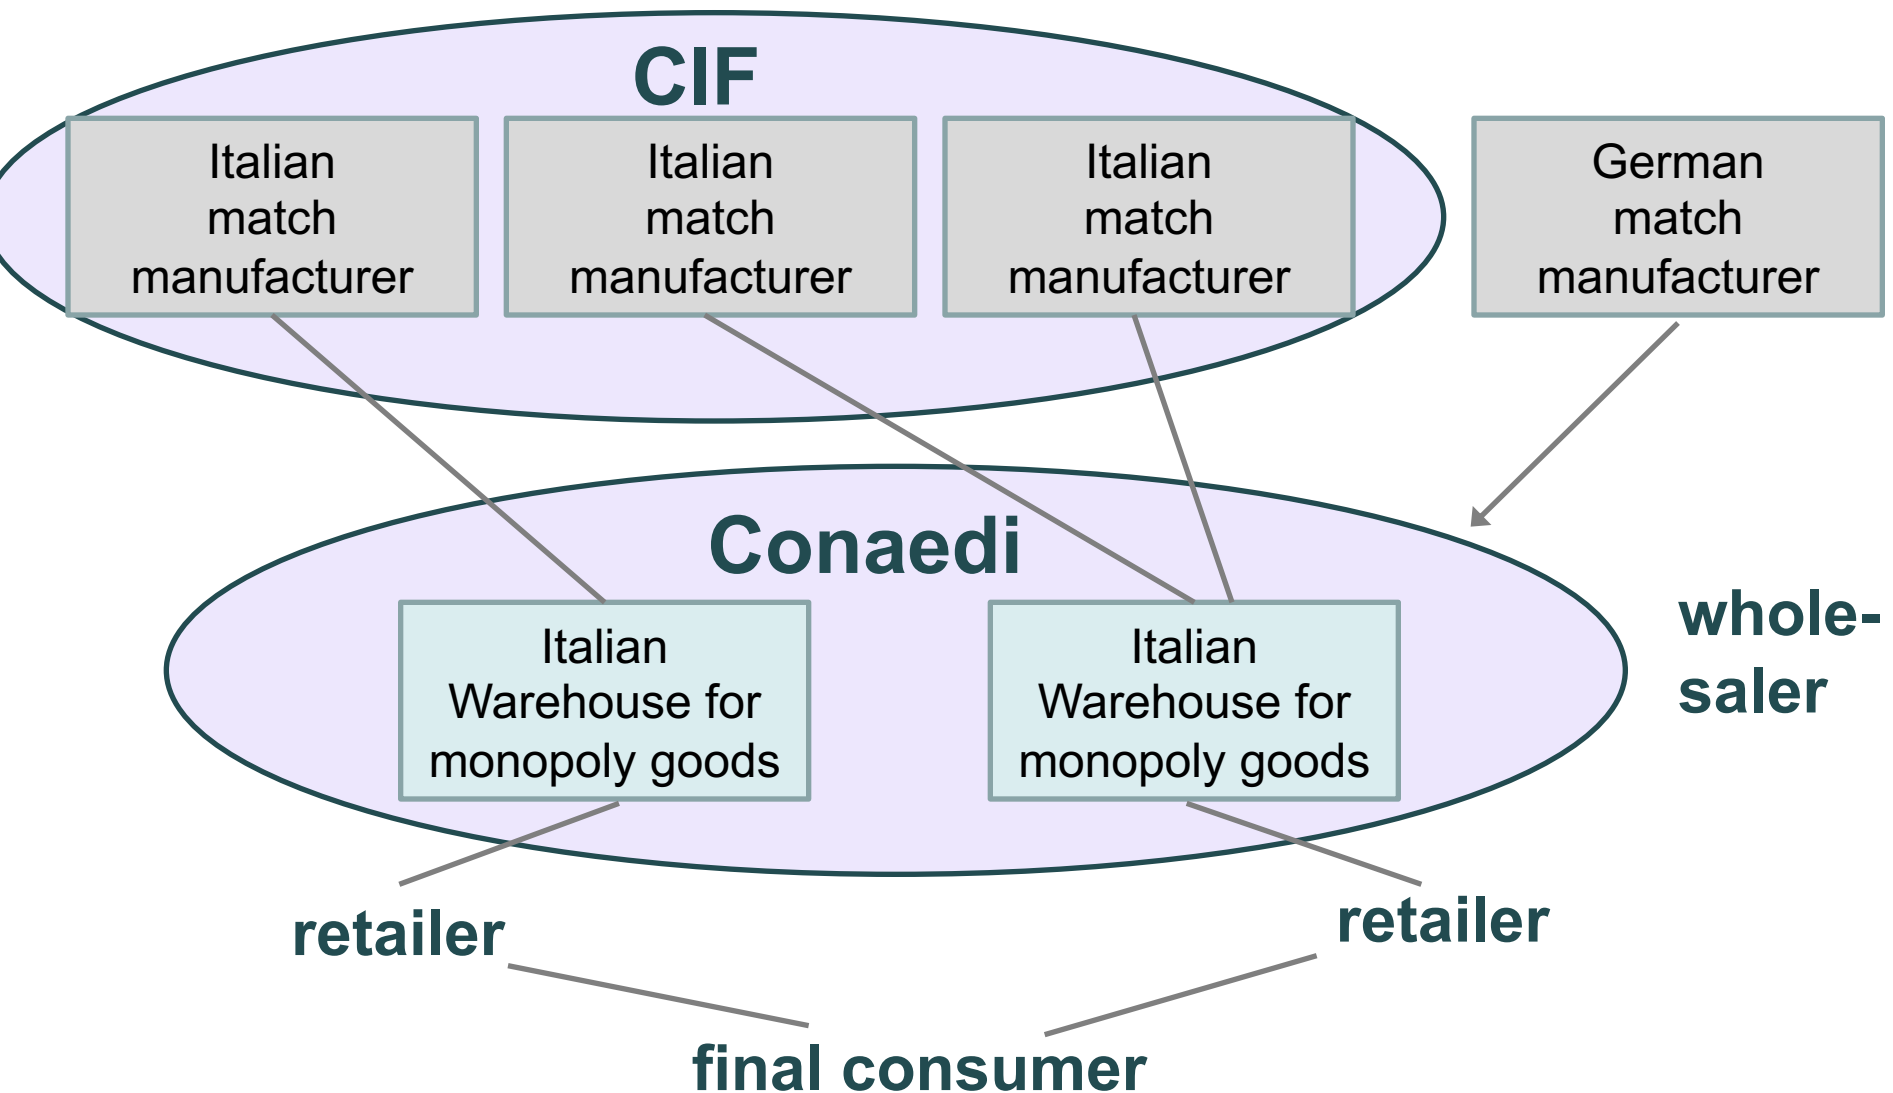 CIF
Italian
match
manufacturer
Italian
match
manufacturer
Italian
match
manufacturer
German
match
manufacturer
Conaedi
Italian
Warehouse for
monopoly goods
Italian
Warehouse for
monopoly goods
whole-
saler
retailer
retailer
final consumer